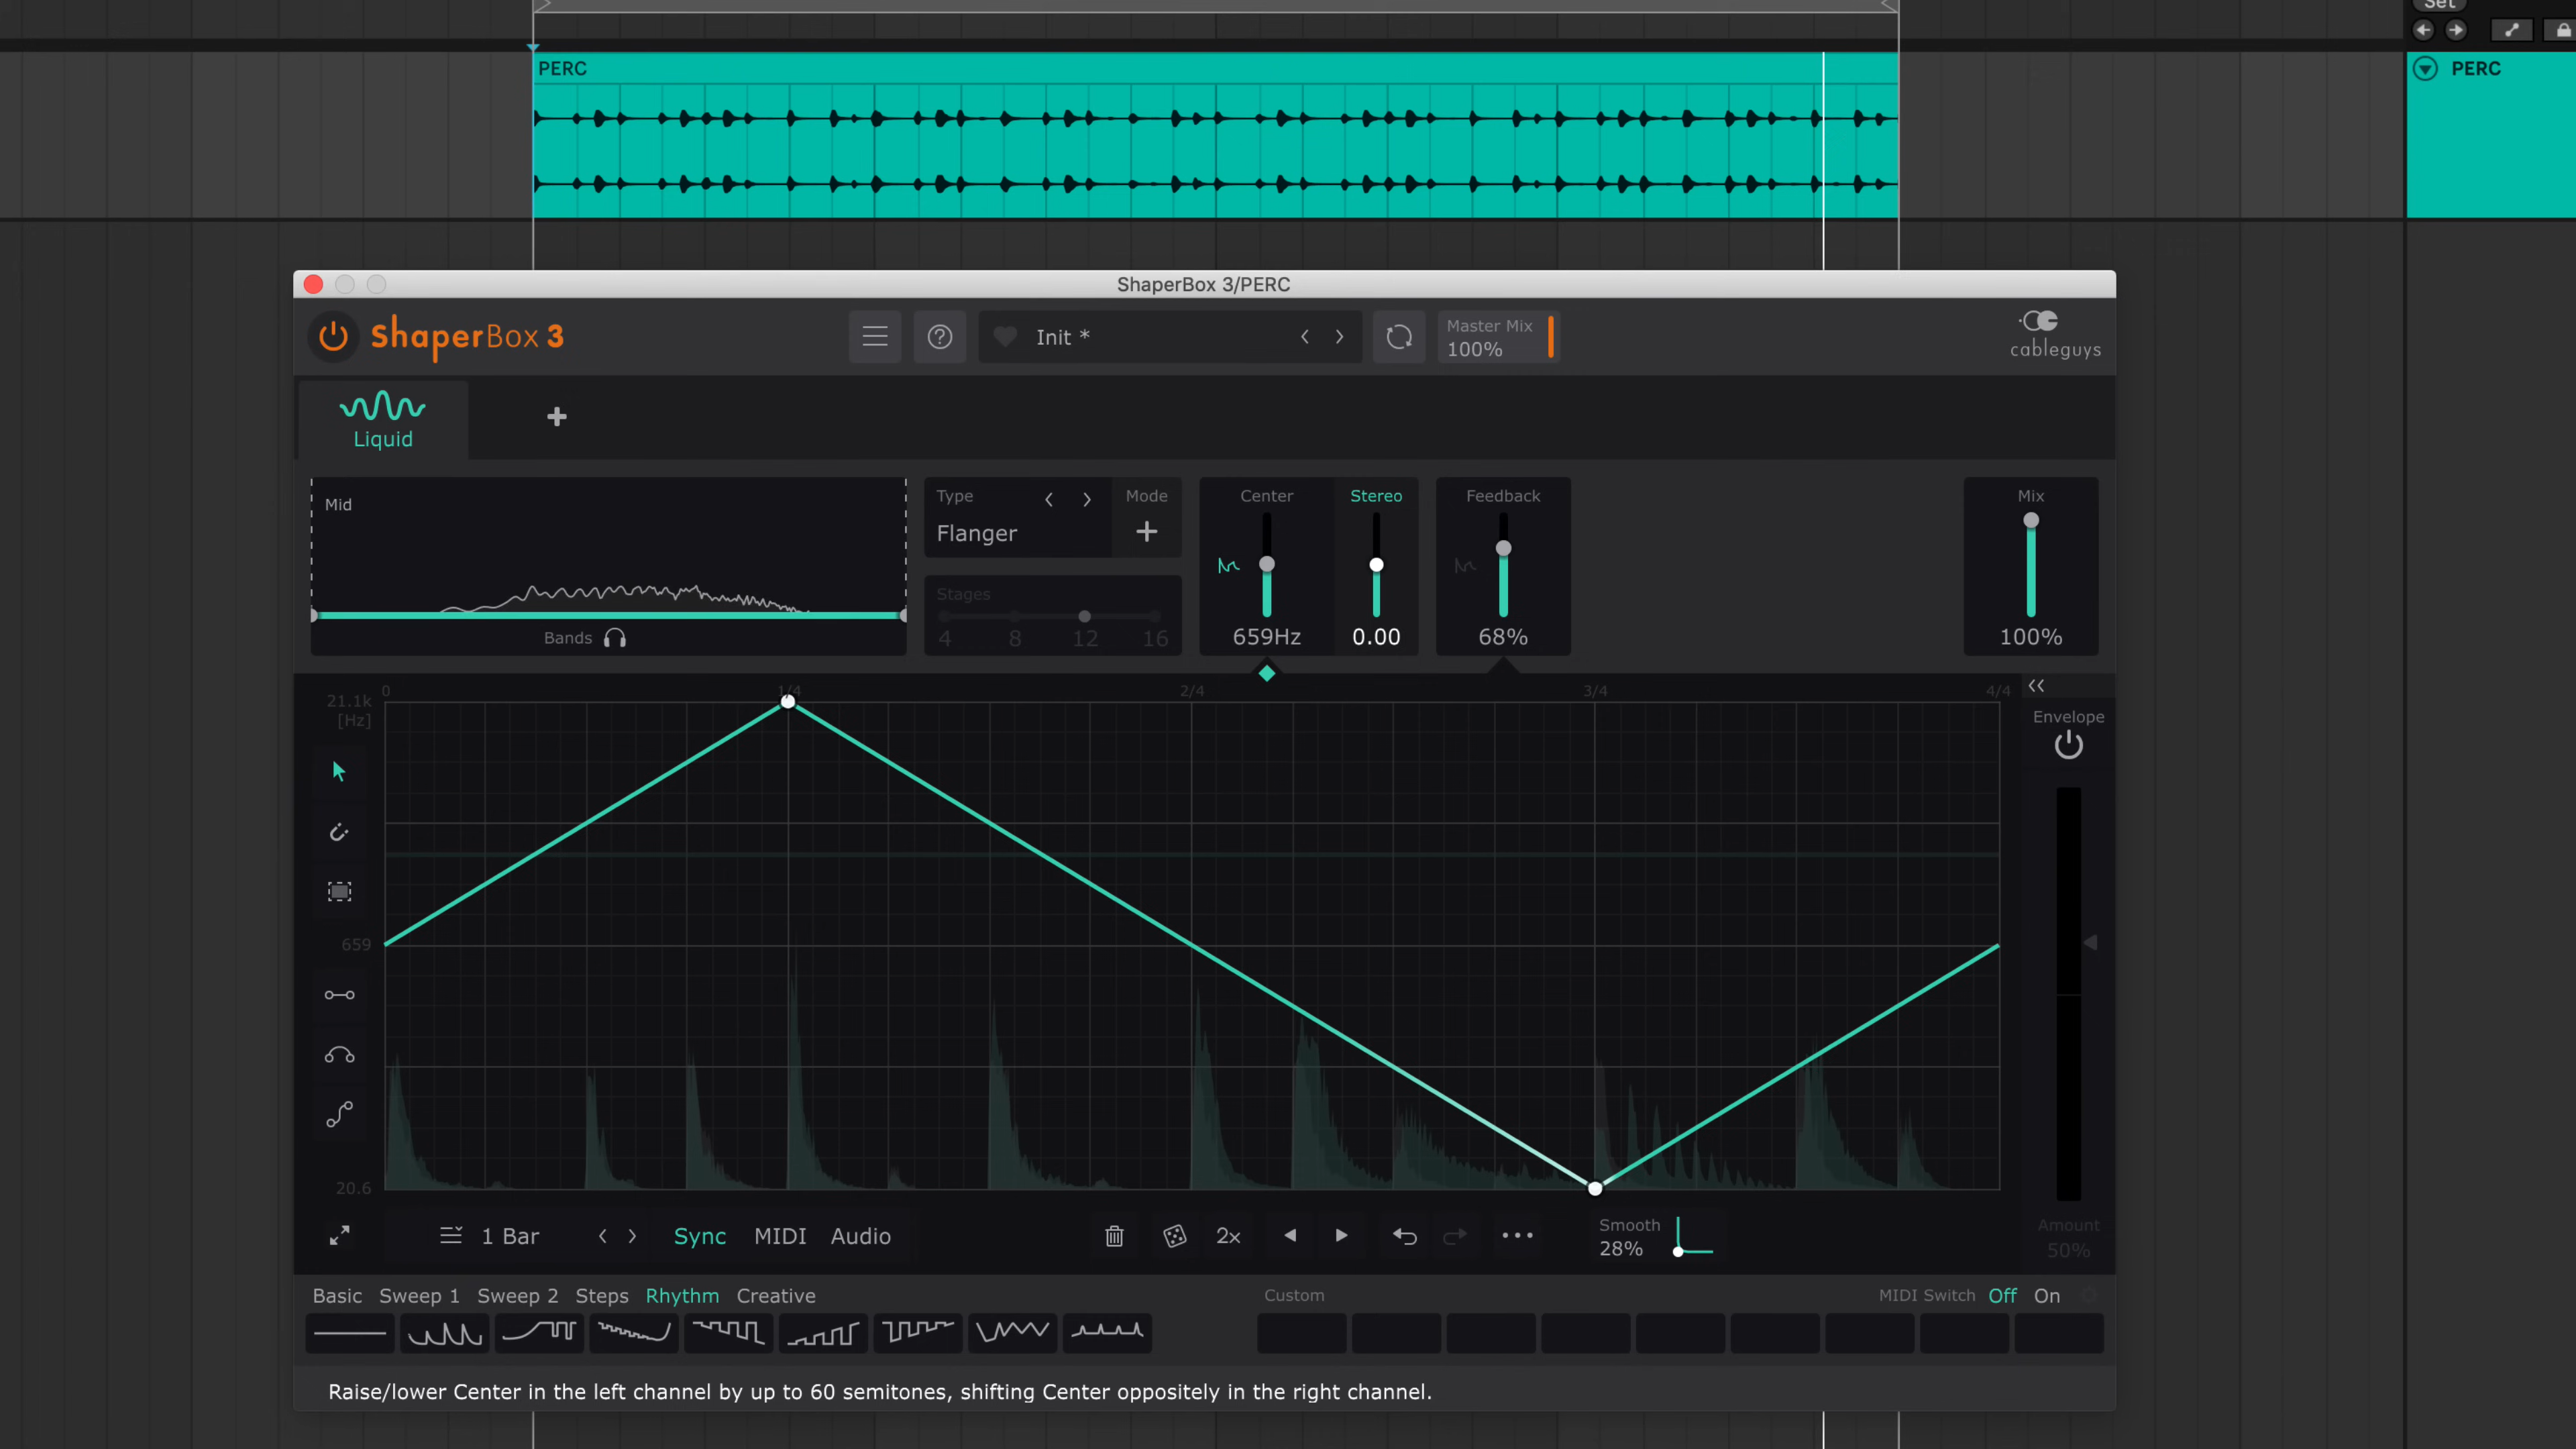 Set
PERC
PERC
ShaperBox 3/PERC
ShaperBox 3
Init *
Master Mix
100%
cableguys
Liquid
Mid
Bands
Type
Flanger
Mode
Stages
4 8 12 16
Center
659Hz
Stereo
0.00
Feedback
68%
Mix
100%
0 1/4 2/4 3/4 4/4
21.1k
[Hz]
659
20.6
Envelope
Amount
50%
1 Bar
Sync MIDI Audio
2x
Smooth
28%
Basic Sweep 1 Sweep 2 Steps Rhythm Creative
Custom
MIDI Switch Off On
Raise/lower Center in the left channel by up to 60 semitones, shifting Center oppositely in the right channel.